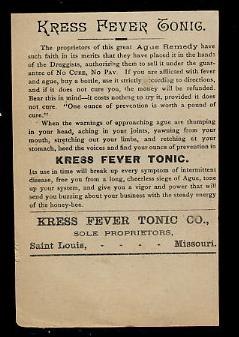 KRESS FEVER TONIC.
The proprietors of this great Ague Remedy have
such faith in its merits that they have placed it in the hands
of the Druggists, authorizing them to sell it under the guar-
antee of NO CURE, NO PAY. If you are afflicted with fever
and ague, buy a bottle, use it strictly according to directions,
and if it does not cure you, the money will be refunded.
Bear this in mind—it costs nothing to try it, provided it does
not cure. "One ounce of prevention is worth a pound of
cure."
When the warnings of approaching ague are thumping
in your head, aching in your joints, yawning from your
mouth, stretching out your limbs, and retching at your
stomach, heed the voices and find your ounce of prevention in
KRESS FEVER TONIC.
Its use in time will break up every symptom of intermittent
disease, free you from a long, cheerless siege of Ague, tone
up your system, and give you a vigor and power that will
send you buzzing about your business with the steady energy
of the honey-bee.
KRESS FEVER TONIC CO.,
SOLE PROPRIETORS,
Saint Louis, - - - - Missouri.